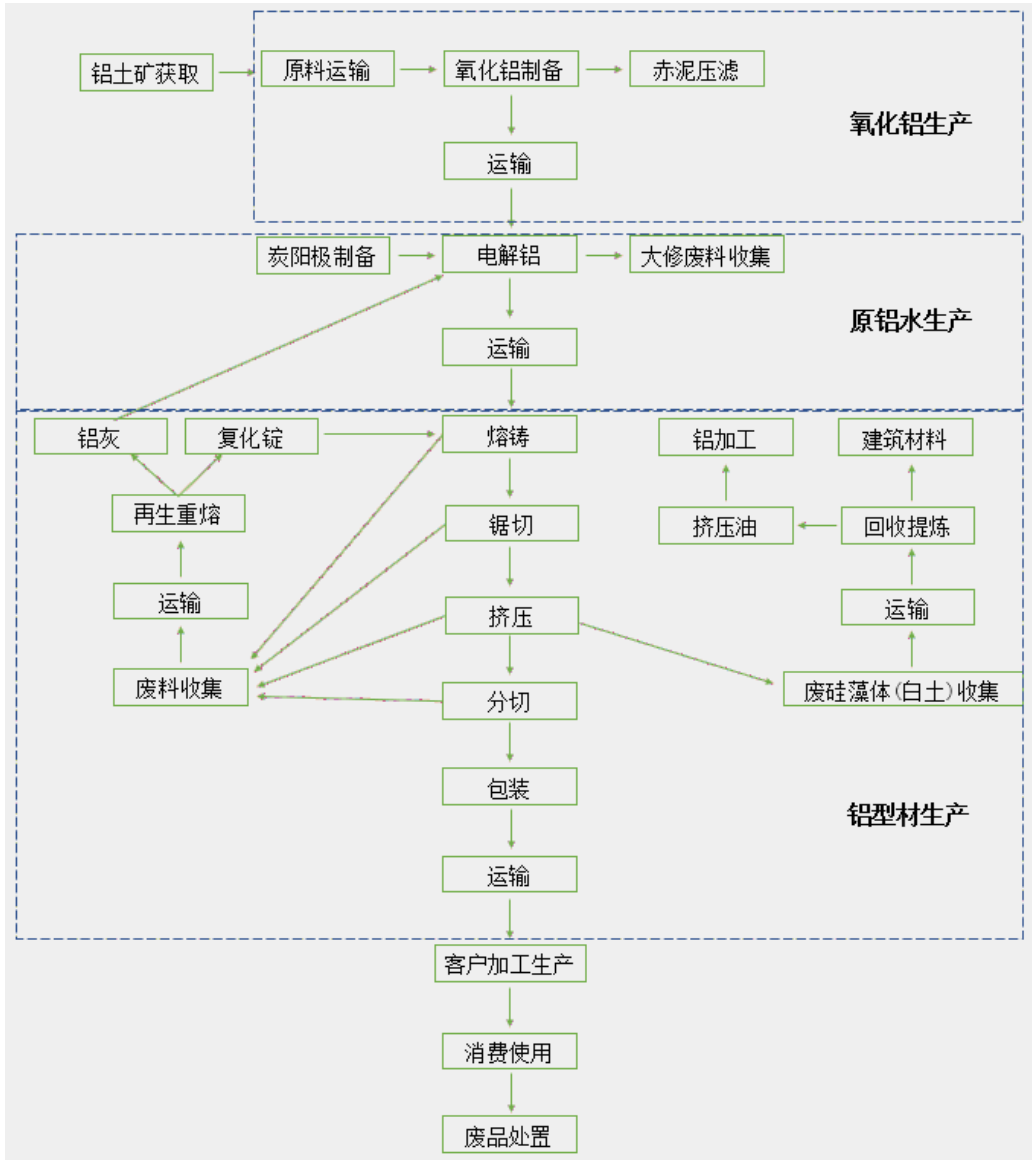 铝土矿获取
原料运输
氧化铝制备
赤泥压滤
氧化铝生产
运输
炭阳极制备
电解铝
大修废料收集
原铝水生产
运输
铝灰
复化锭
熔铸
铝加工
建筑材料
再生重熔
锯切
挤压油
回收提炼
运输
挤压
运输
废料收集
分切
废硅藻体(白土)收集
包装
铝型材生产
运输
客户加工生产
消费使用
废品处置